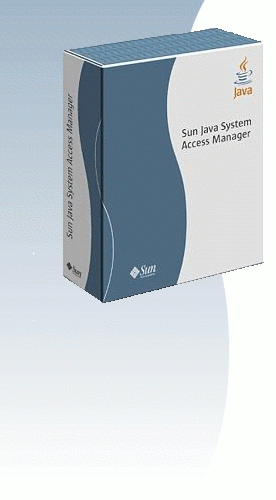 Java
Sun Java System
Access Manager
Sun Java System Access Manager
Sun